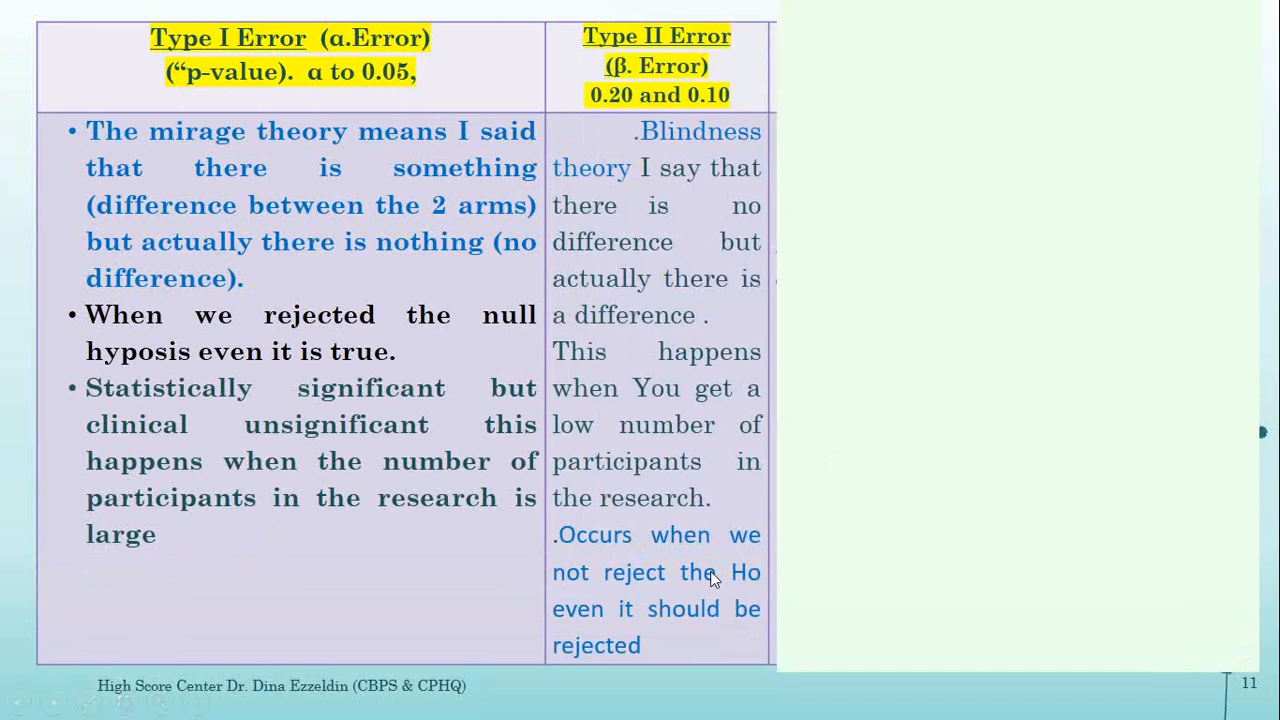 Type I Error (α.Error)
(“p-value). α to 0.05,
• The mirage theory means I said
that there is something
(difference between the 2 arms)
but actually there is nothing (no
difference).
• When we rejected the null
hyposis even it is true.
• Statistically significant but
clinical unsignificant this
happens when the number of
participants in the research is
large
Type II Error
(β. Error)
0.20 and 0.10
.Blindness
theory I say that
there is no
difference but
actually there is
a difference .
This happens
when You get a
low number of
participants in
the research.
.Occurs when we
not reject the Ho
even it should be
rejected
High Score Center Dr. Dina Ezzeldin (CBPS & CPHQ)
11